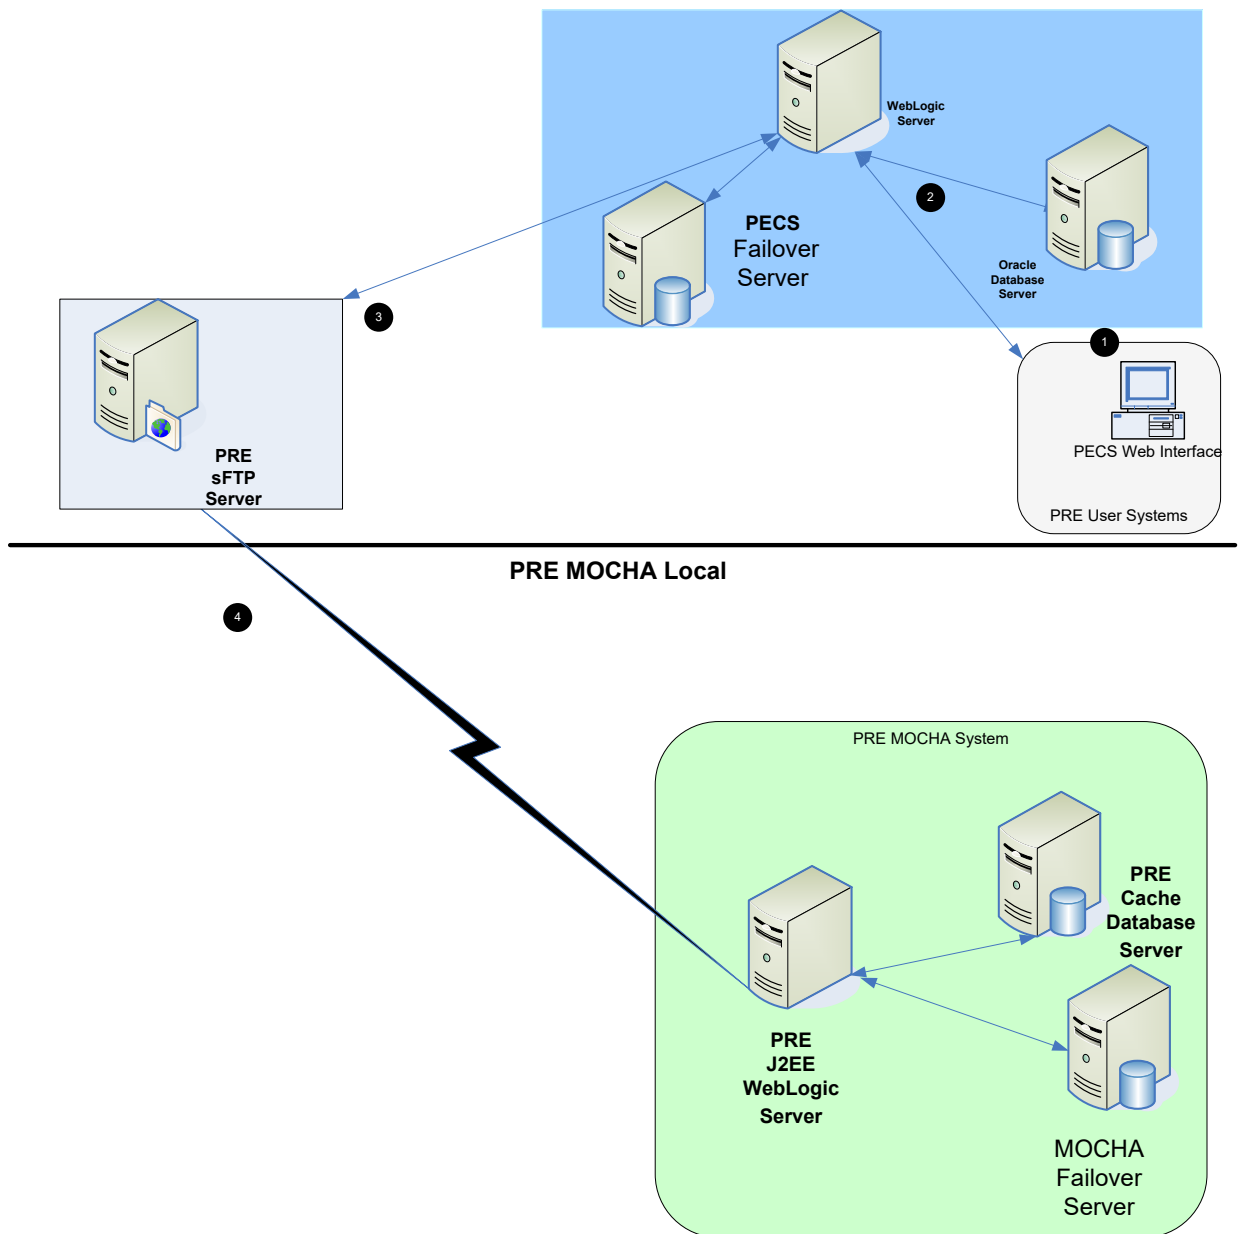 WebLogic
Server
2
PECS
Failover
Server
Oracle
Database
Server
3
1
PECS Web Interface
PRE User Systems
PRE
sFTP
Server
PRE MOCHA Local
4
PRE MOCHA System
PRE
Cache
Database
Server
PRE
J2EE
WebLogic
Server
MOCHA
Failover
Server